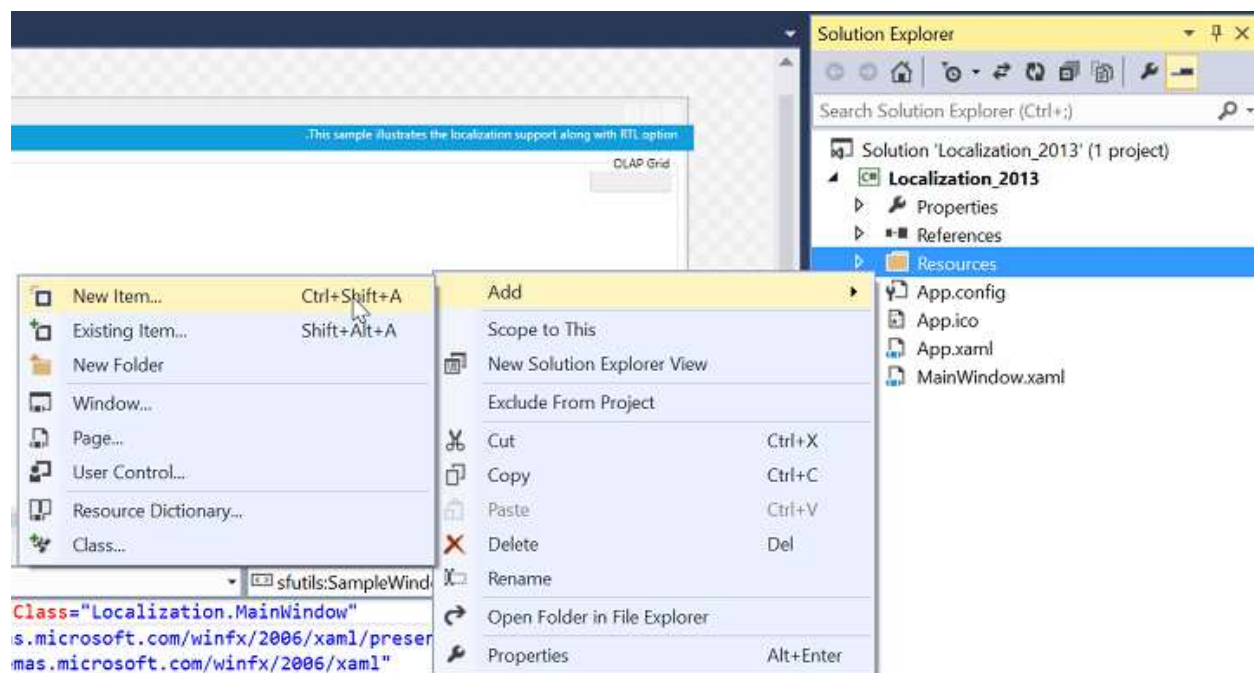 Solution Explorer
Search Solution Explorer (Ctrl+;)
.This sample illustrates the localization support along with RTL option
OLAP Grid
Solution 'Localization_2013' (1 project)
C# Localization_2013
Properties
References
Resources
App.config
App.ico
App.xaml
MainWindow.xaml
New Item... Ctrl+Shift+A
Existing Item... Shift+Alt+A
New Folder
Window...
Page...
User Control...
Resource Dictionary...
Class...
Add
Scope to This
New Solution Explorer View
Exclude From Project
Cut Ctrl+X
Copy Ctrl+C
Paste Ctrl+V
Delete Del
Rename
Open Folder in File Explorer
Properties Alt+Enter
sfutils:SampleWind
Class="Localization.MainWindow"
s.microsoft.com/winfx/2006/xaml/preser
mas.microsoft.com/winfx/2006/xaml"